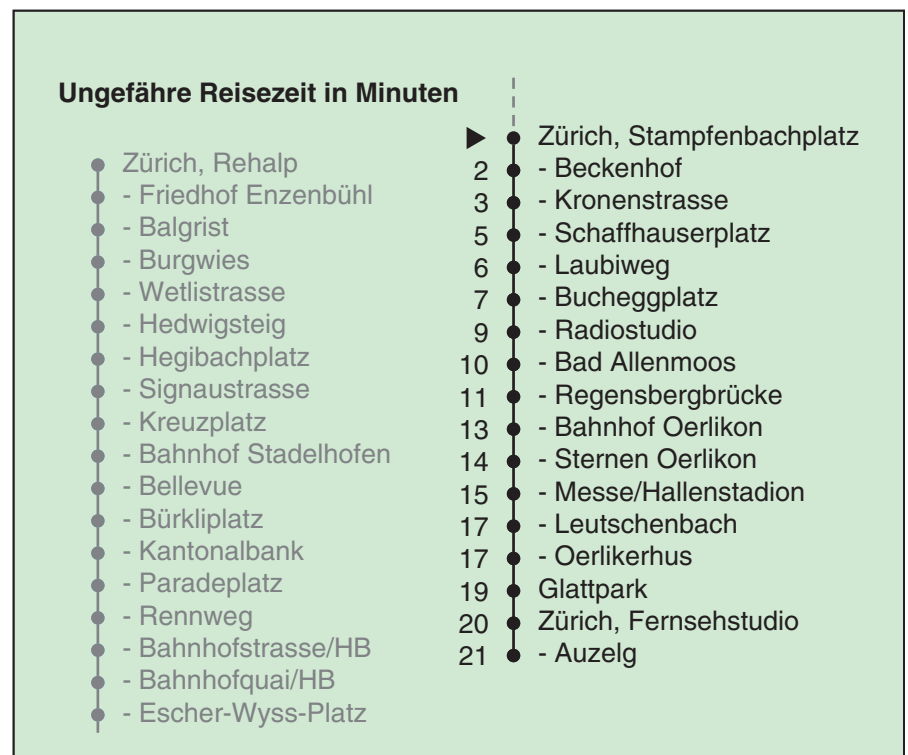 Ungefähre Reisezeit in Minuten
Zürich, Rehalp
- Friedhof Enzenbühl
- Balgrist
- Burgwies
- Wetlistrasse
- Hedwigsteig
- Hegibachplatz
- Signaustrasse
- Kreuzplatz
- Bahnhof Stadelhofen
- Bellevue
- Bürkliplatz
- Kantonalbank
- Paradeplatz
- Rennweg
- Bahnhofstrasse/HB
- Bahnhofquai/HB
- Escher-Wyss-Platz
Zürich, Stampfenbachplatz
2 - Beckenhof
3 - Kronenstrasse
5 - Schaffhauserplatz
6 - Laubiweg
7 - Bucheggplatz
9 - Radiostudio
10 - Bad Allenmoos
11 - Regensbergbrücke
13 - Bahnhof Oerlikon
14 - Sternen Oerlikon
15 - Messe/Hallenstadion
17 - Leutschenbach
17 - Oerlikerhus
19 Glattpark
20 Zürich, Fernsehstudio
21 - Auzelg